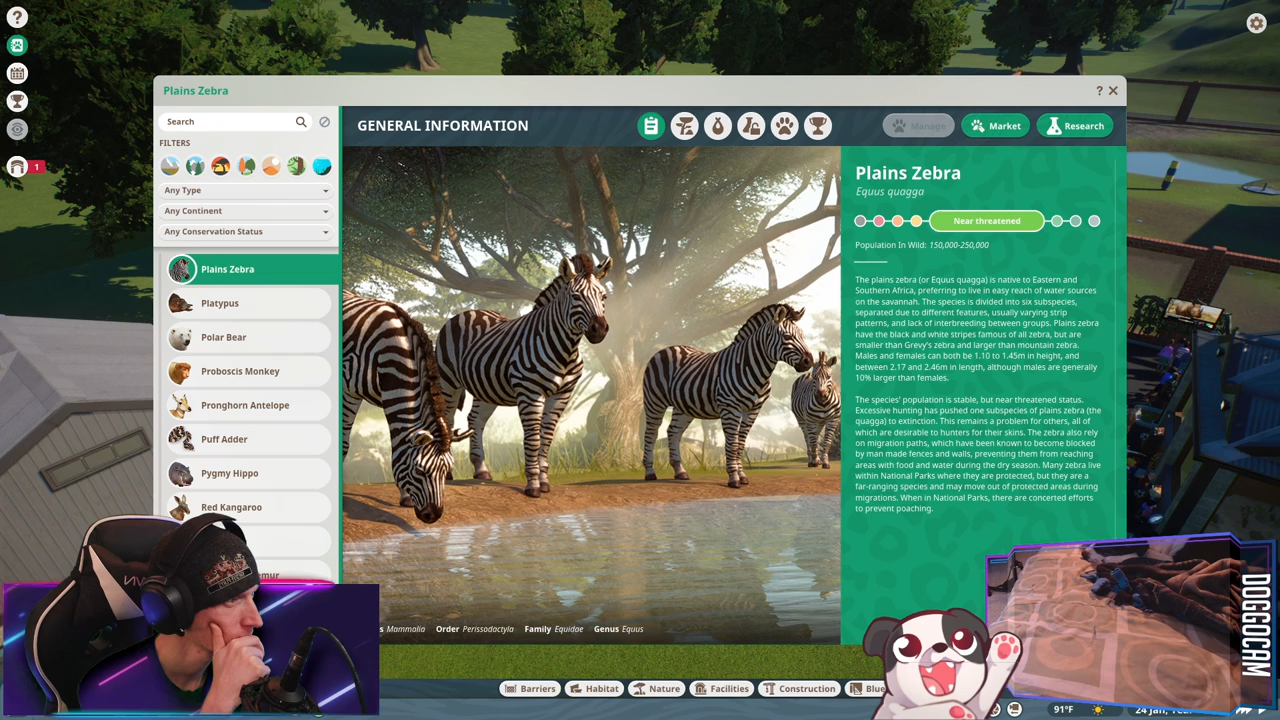 Plains Zebra
?
Search
FILTERS
Any Type
Any Continent
Any Conservation Status
Plains Zebra
Platypus
Polar Bear
Proboscis Monkey
Pronghorn Antelope
Puff Adder
Pygmy Hippo
Red Kangaroo
GENERAL INFORMATION
Manage
Market
Research
Plains Zebra
Equus quagga
Near threatened
Population In Wild: 150,000-250,000
The plains zebra (or Equus quagga) is native to Eastern and
Southern Africa, preferring to live in easy reach of water sources
on the savannah. The species is divided into six subspecies,
separated due to different features, usually varying strip
patterns, and lack of interbreeding between groups. Plains zebra
have the black and white stripes famous of all zebra, but are
smaller than Grevy's zebra and larger than mountain zebra.
Males and females can both be 1.10 to 1.45m in height, and
between 2.17 and 2.46m in length, although males are generally
10% larger than females.
The species' population is stable, but near threatened status.
Excessive hunting has pushed one subspecies of plains zebra (the
quagga) to extinction. This remains a problem for others, all of
which are desirable to hunters for their skins. The zebra also rely
on migration paths, which have been known to become blocked
by man made fences and walls, preventing them from reaching
areas with food and water during the dry season. Many zebra live
within National Parks where they are protected, but they are a
far-ranging species and may move out of protected areas during
migrations. When in National Parks, there are concerted efforts
to prevent poaching.
Mammalia Order Perissodactyla Family Equidae Genus Equus
?
1
Barriers
Habitat
Nature
Facilities
Construction
Blue
91°F
24 Jan,
DOGGOCAM